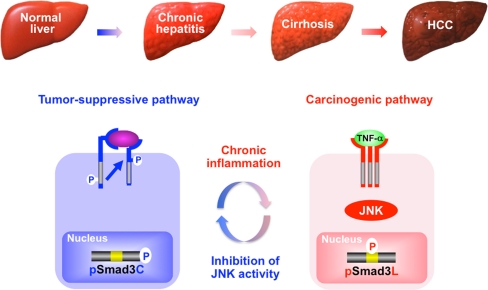 Normal
liver
Chronic
hepatitis
Cirrhosis
HCC
Tumor-suppressive pathway
Carcinogenic pathway
P
P
TNF-α
Chronic
inflammation
JNK
Nucleus
P
pSmad3C
Inhibition of
JNK activity
Nucleus
P
pSmad3L